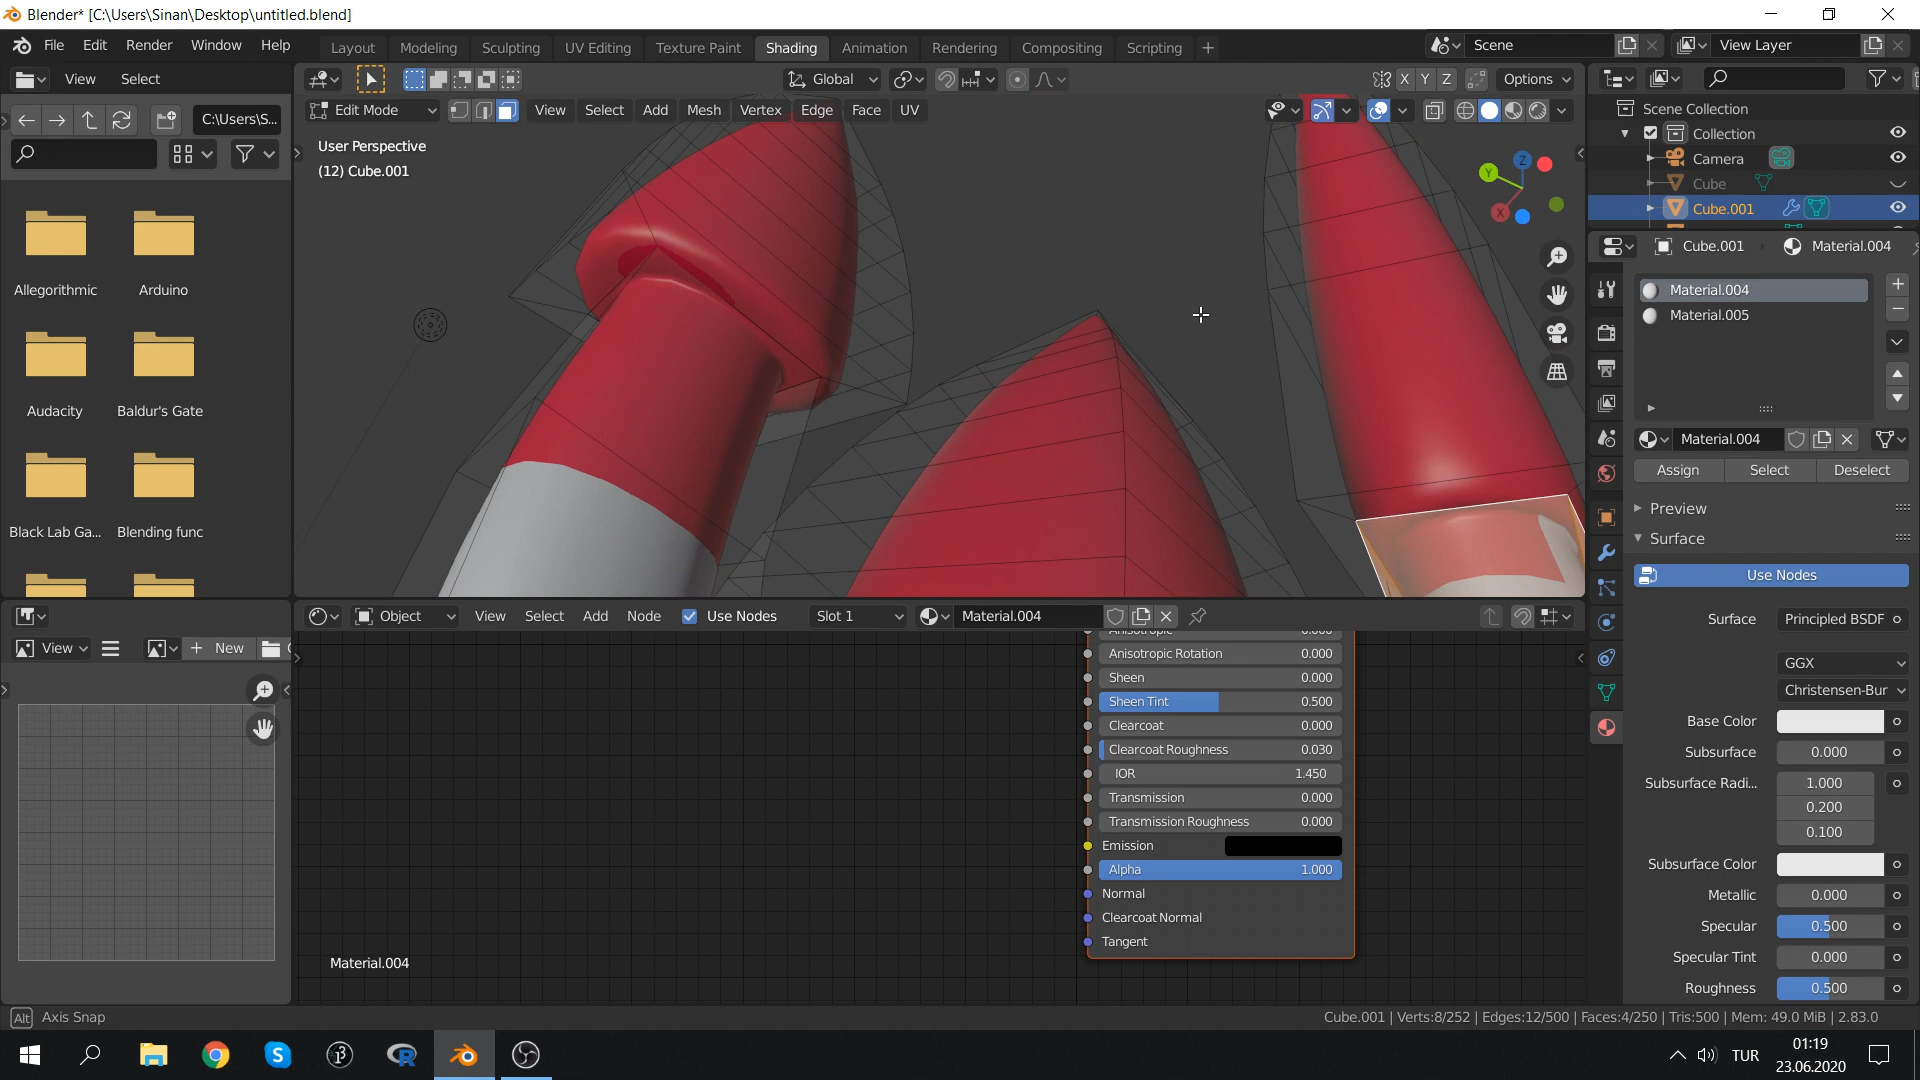 Blender* [C:\Users\Sinan\Desktop\untitled.blend]
File Edit Render Window Help
Layout Modeling Sculpting UV Editing Texture Paint Shading Animation Rendering Compositing Scripting +
Scene
View Layer
View Select
Global
X Y Z
Options
Edit Mode
View Select Add Mesh Vertex Edge Face UV
C:\Users\S...
User Perspective
(12) Cube.001
Allegorithmic
Arduino
Audacity
Baldur's Gate
Black Lab Ga...
Blending func
Z
Y
X
Scene Collection
Collection
Camera
Cube
Cube.001
Cube.001
Material.004
Material.004
Material.005
Material.004
Assign Select Deselect
Preview
Surface
Use Nodes
Surface Principled BSDF
GGX
Christensen-Bur
Base Color
Subsurface 0.000
Subsurface Radi... 1.000
0.200
0.100
Subsurface Color
Metallic 0.000
Specular 0.500
Specular Tint 0.000
Roughness 0.500
View
New
Object
View Select Add Node
Use Nodes
Slot 1
Material.004
Anisotropic 0.000
Anisotropic Rotation 0.000
Sheen 0.000
Sheen Tint 0.500
Clearcoat 0.000
Clearcoat Roughness 0.030
IOR 1.450
Transmission 0.000
Transmission Roughness 0.000
Emission
Alpha 1.000
Normal
Clearcoat Normal
Tangent
Material.004
Alt Axis Snap
Cube.001 | Verts:8/252 | Edges:12/500 | Faces:4/250 | Tris:500 | Mem: 49.0 MiB | 2.83.0
TUR
01:19
23.06.2020